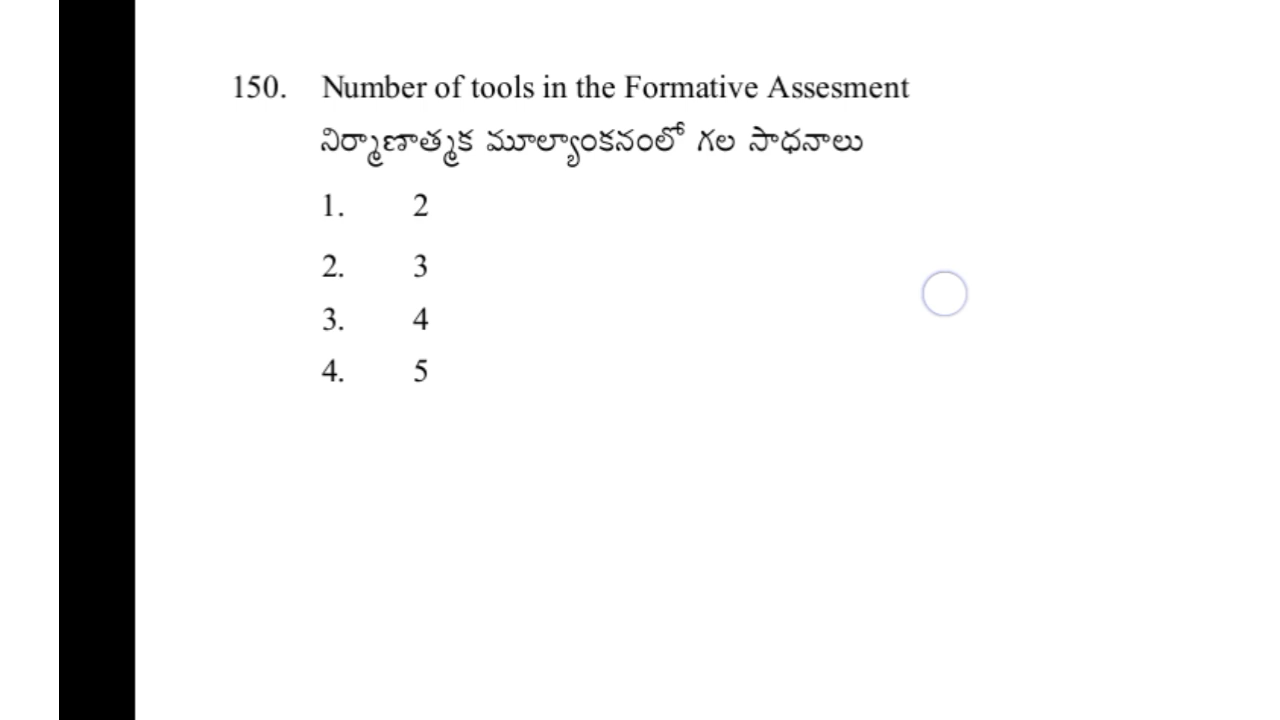 150. Number of tools in the Formative Assesment
నిర్మాణాత్మక మూల్యాంకనంలో గల సాధనాలు
1. 2
2. 3
3. 4
4. 5